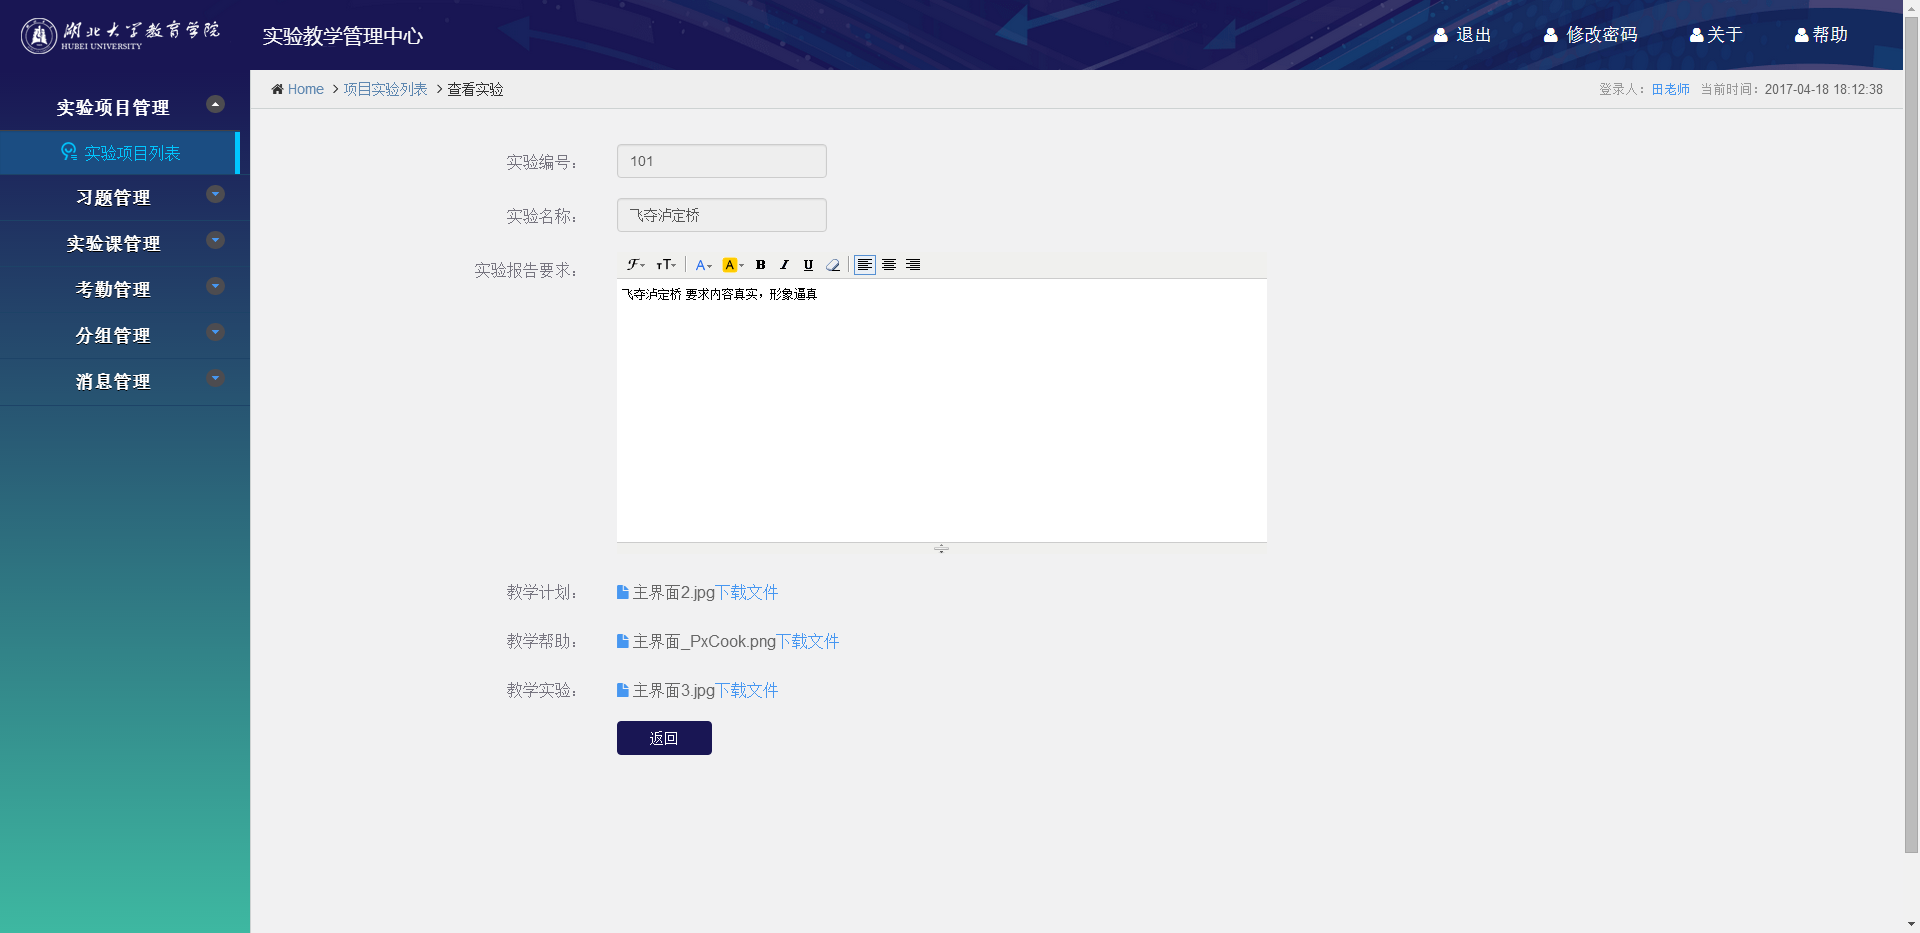 湖北大学教育学院
HUBEI UNIVERSITY
实验教学管理中心
退出 修改密码 关于 帮助
Home 项目实验列表 查看实验
登录人：田老师 当前时间：2017-04-18 18:12:38
实验项目管理
实验项目列表
习题管理
实验课管理
考勤管理
分组管理
消息管理
实验编号： 101
实验名称： 飞夺泸定桥
实验报告要求：
飞夺泸定桥 要求内容真实，形象逼真
教学计划： 主界面2.jpg下载文件
教学帮助： 主界面_PxCook.png下载文件
教学实验： 主界面3.jpg下载文件
返回